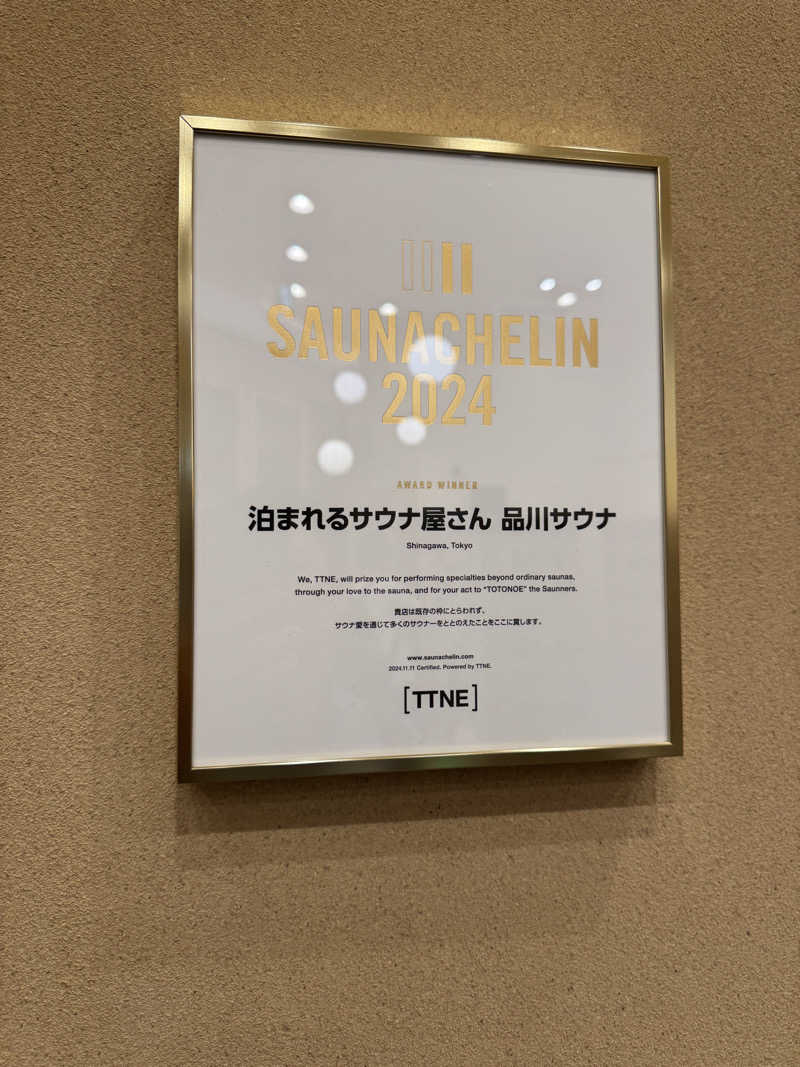 SAUNACHELIN
2024
AWARD WINNER
泊まれるサウナ屋さん 品川サウナ
Shinagawa, Tokyo
We, TTNE, will prize you for performing specialties beyond ordinary saunas,
through your love to the sauna, and for your act to “TOTONOE” the Saunners.
貴店は既存の枠にとらわれず、
サウナ愛を通じて多くのサウナーをととのえたことをここに賞します。
www.saunachelin.com
2024.11.11 Certified. Powered by TTNE.
[TTNE]